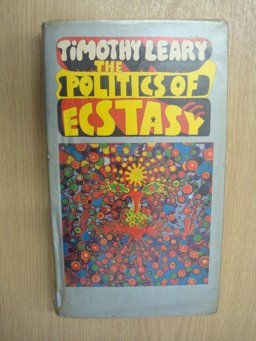 TiMOTHY LEARY
THE
POLITICS OF
ECSTASY